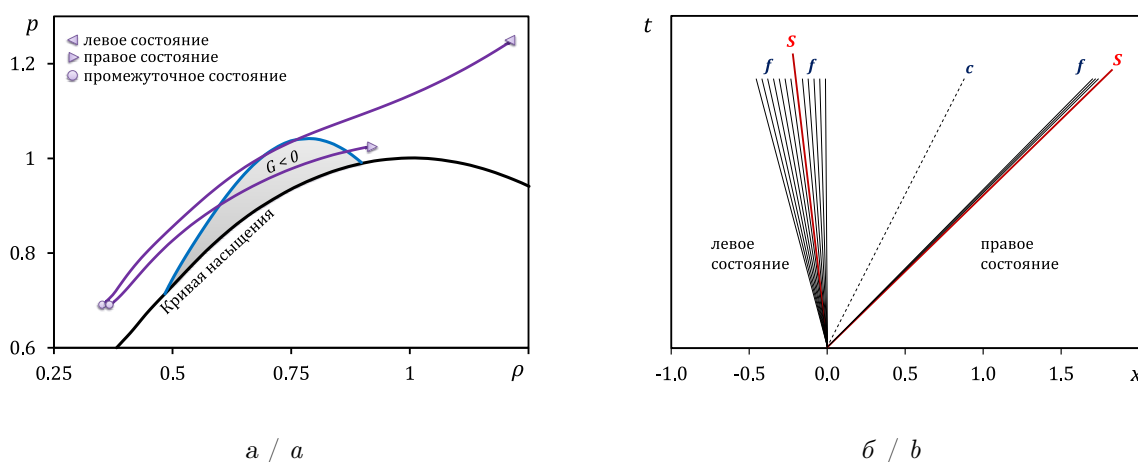 p
левое состояние
правое состояние
промежуточное состояние
1.2
1
0.8
0.6
G < 0
Кривая насыщения
0.25
0.5
0.75
1
ρ
а / a
t
S
f
f
c
f
S
левое
состояние
правое
состояние
-1.0
-0.5
0.0
0.5
1.0
1.5
x
б / b